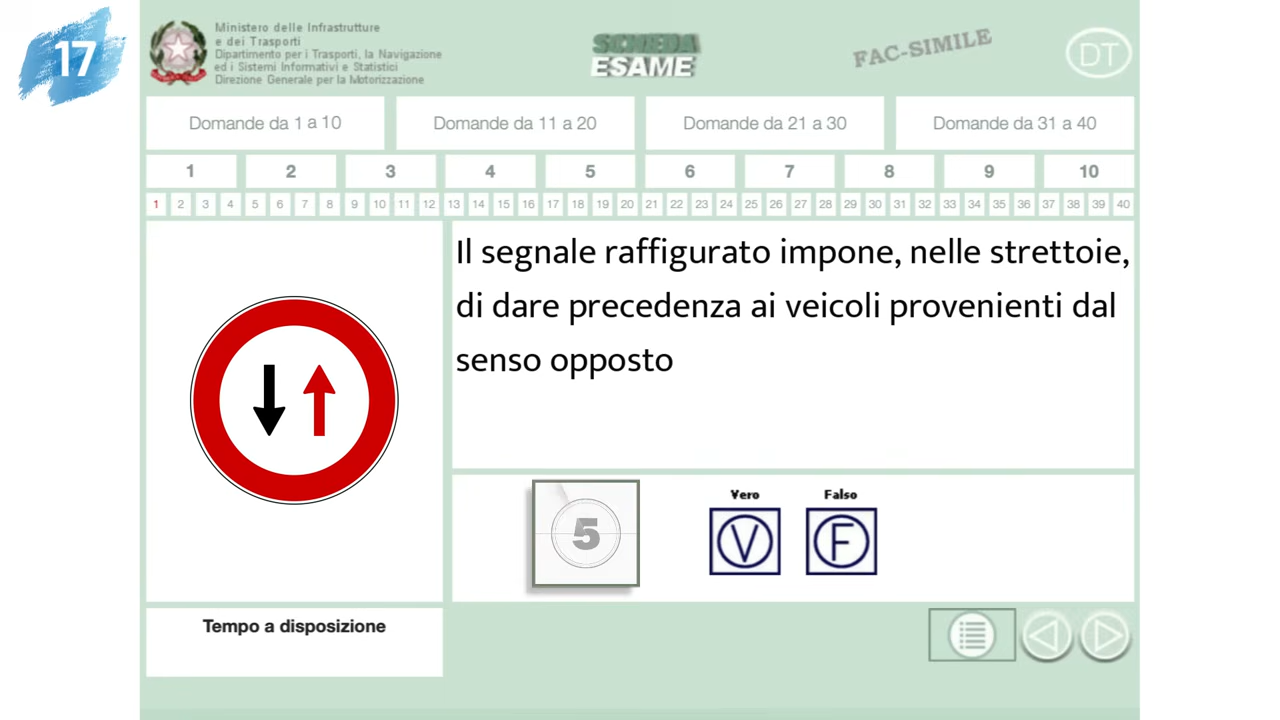 17
Ministero delle Infrastrutture
e dei Trasporti
Dipartimento per i Trasporti, la Navigazione
ed i Sistemi Informativi e Statistici
Direzione Generale per la Motorizzazione
SCHEDA
ESAME
FAC-SIMILE
DT
Domande da 1 a 10
Domande da 11 a 20
Domande da 21 a 30
Domande da 31 a 40
1 2 3 4 5 6 7 8 9 10
1 2 3 4 5 6 7 8 9 10 11 12 13 14 15 16 17 18 19 20 21 22 23 24 25 26 27 28 29 30 31 32 33 34 35 36 37 38 39 40
Il segnale raffigurato impone, nelle strettoie,
di dare precedenza ai veicoli provenienti dal
senso opposto
5
Vero
Falso
V
F
Tempo a disposizione